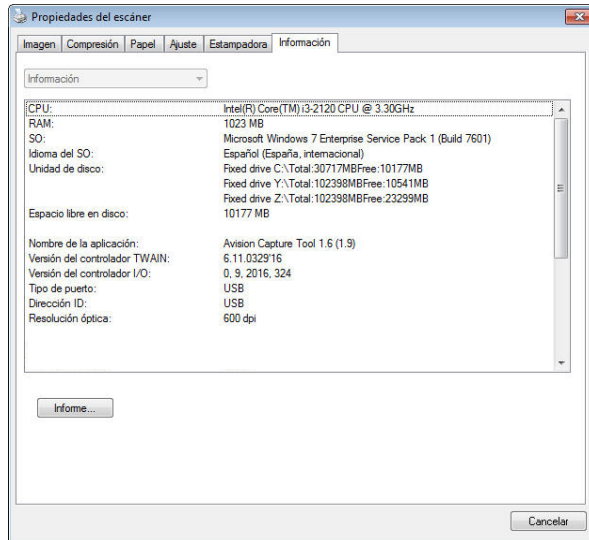 Propiedades del escáner
Imagen Compresión Papel Ajuste Estampadora Información
Información
CPU: Intel(R) Core(TM) i3-2120 CPU @ 3.30GHz
RAM: 1023 MB
SO: Microsoft Windows 7 Enterprise Service Pack 1 (Build 7601)
Idioma del SO: Español (España, internacional)
Unidad de disco: Fixed drive C:\Total:30717MBFree:10177MB
Fixed drive Y:\Total:102398MBFree:10541MB
Fixed drive Z:\Total:102398MBFree:23299MB
Espacio libre en disco: 10177 MB
Nombre de la aplicación: Avision Capture Tool 1.6 (1.9)
Versión del controlador TWAIN: 6.11.0329'16
Versión del controlador I/O: 0, 9, 2016, 324
Tipo de puerto: USB
Dirección ID: USB
Resolución óptica: 600 dpi
Informe...
Cancelar